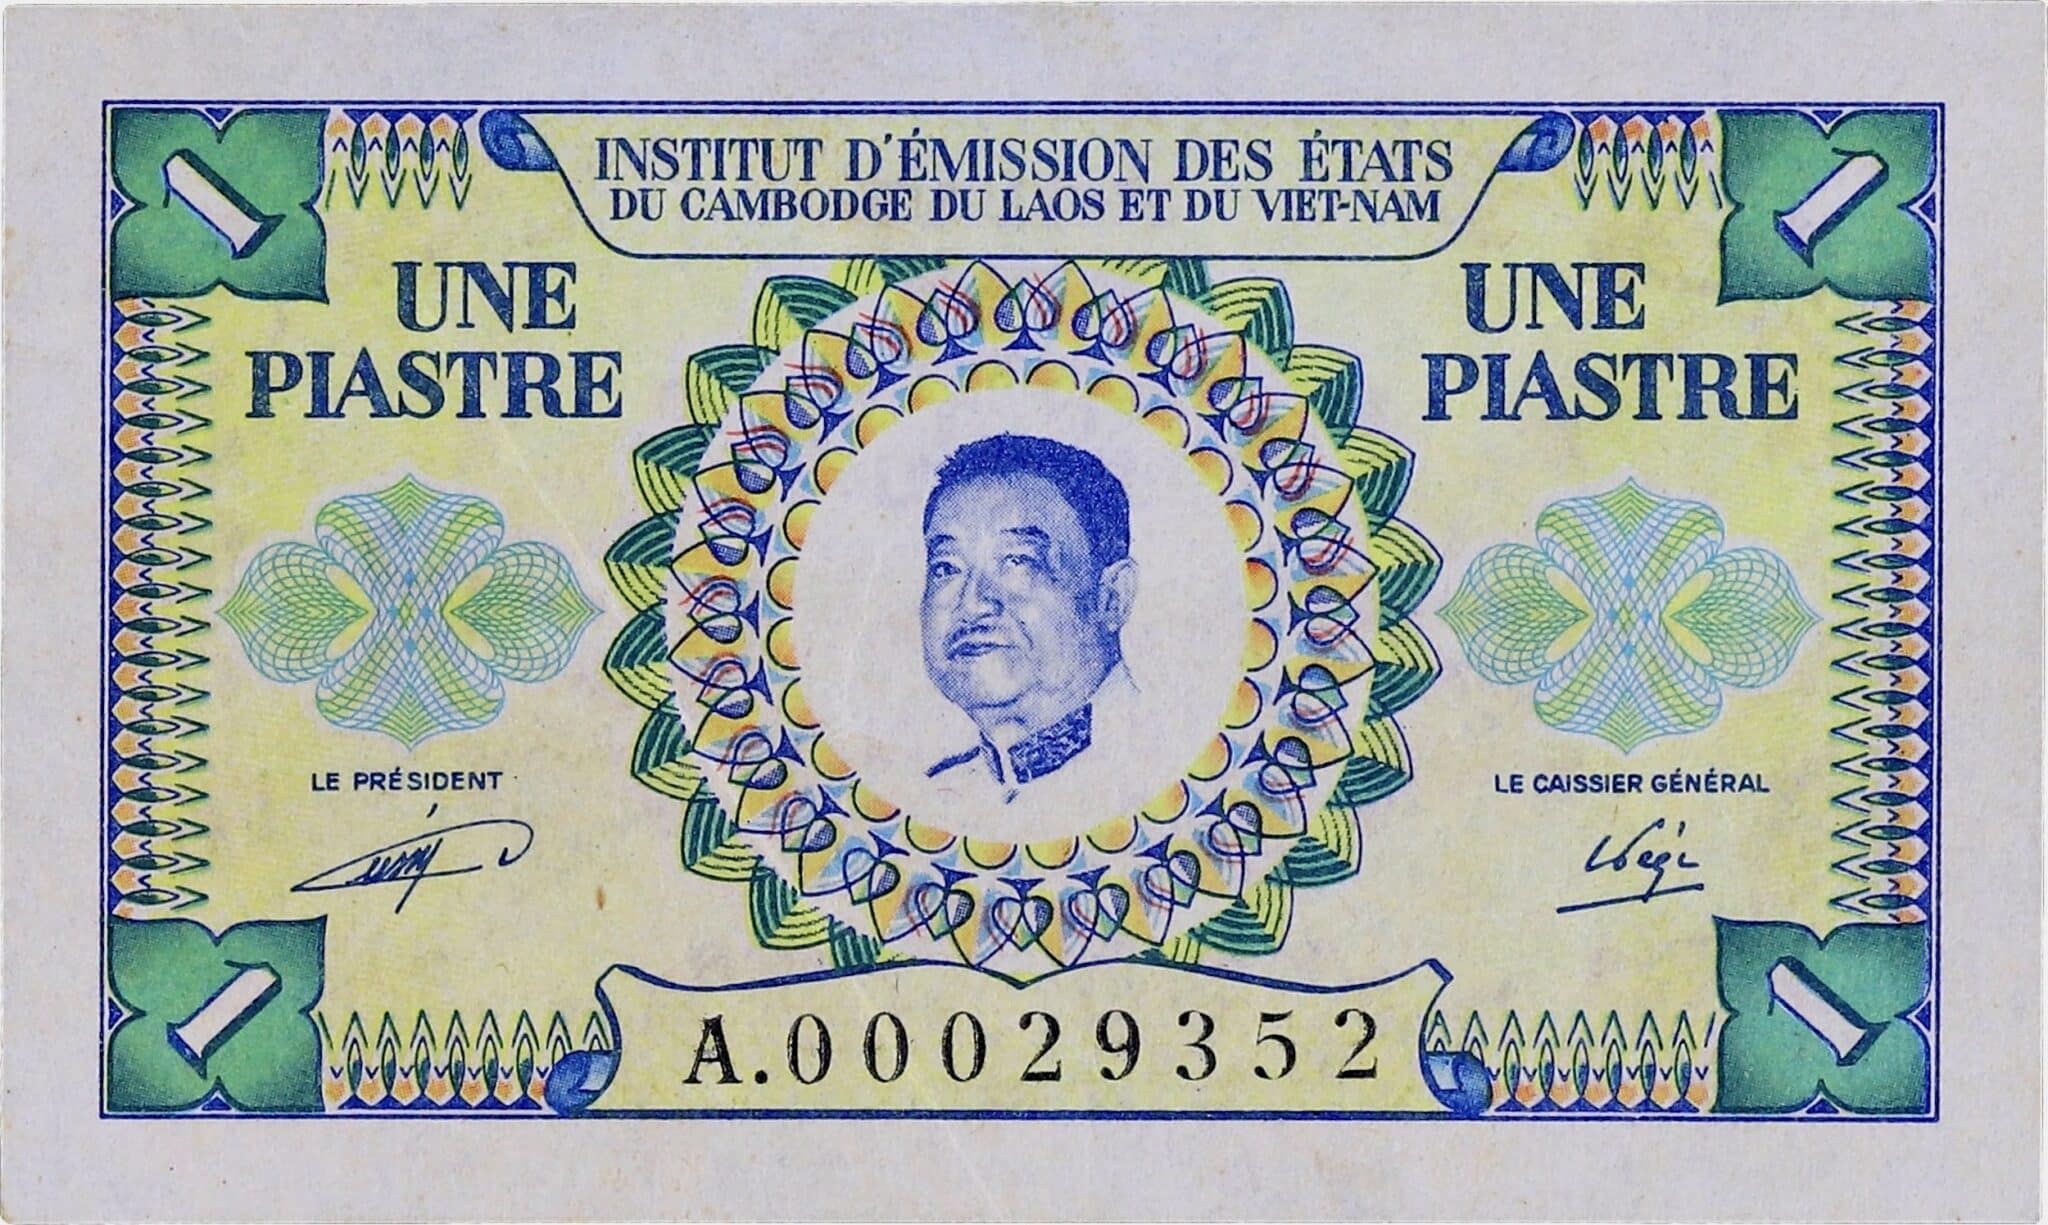 INSTITUT D'ÉMISSION DES ÉTATS
DU CAMBODGE DU LAOS ET DU VIET-NAM
1
1
UNE
PIASTRE
UNE
PIASTRE
LE PRÉSIDENT
LE CAISSIER GÉNÉRAL
1
A.00029352
1